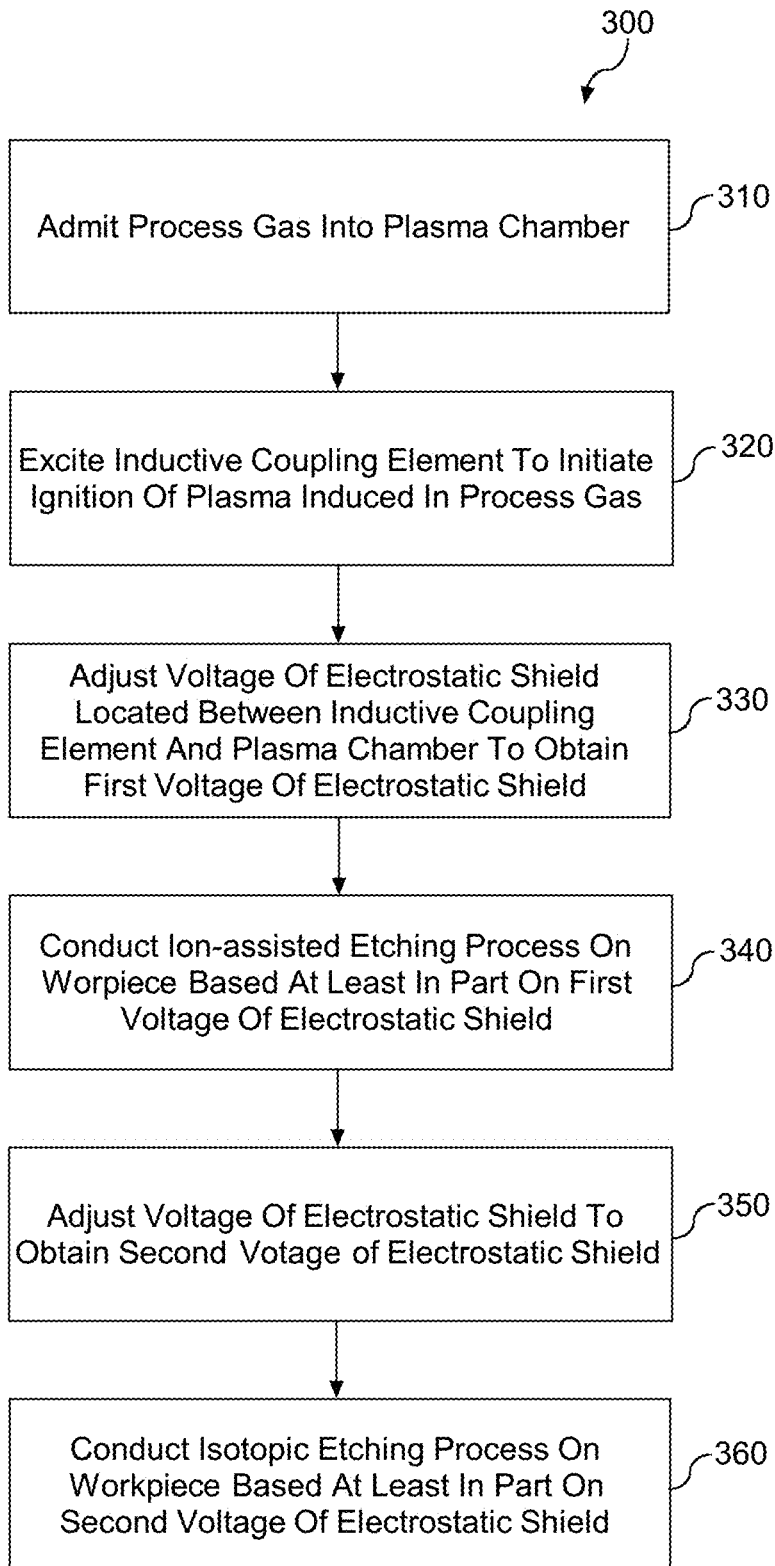 300
Admit Process Gas Into Plasma Chamber
310
Excite Inductive Coupling Element To Initiate
Ignition Of Plasma Induced In Process Gas
320
Adjust Voltage Of Electrostatic Shield
Located Between Inductive Coupling
Element And Plasma Chamber To Obtain
First Voltage Of Electrostatic Shield
330
Conduct Ion-assisted Etching Process On
Worpiece Based At Least In Part On First
Voltage Of Electrostatic Shield
340
Adjust Voltage Of Electrostatic Shield To
Obtain Second Votage of Electrostatic Shield
350
Conduct Isotopic Etching Process On
Workpiece Based At Least In Part On
Second Voltage Of Electrostatic Shield
360